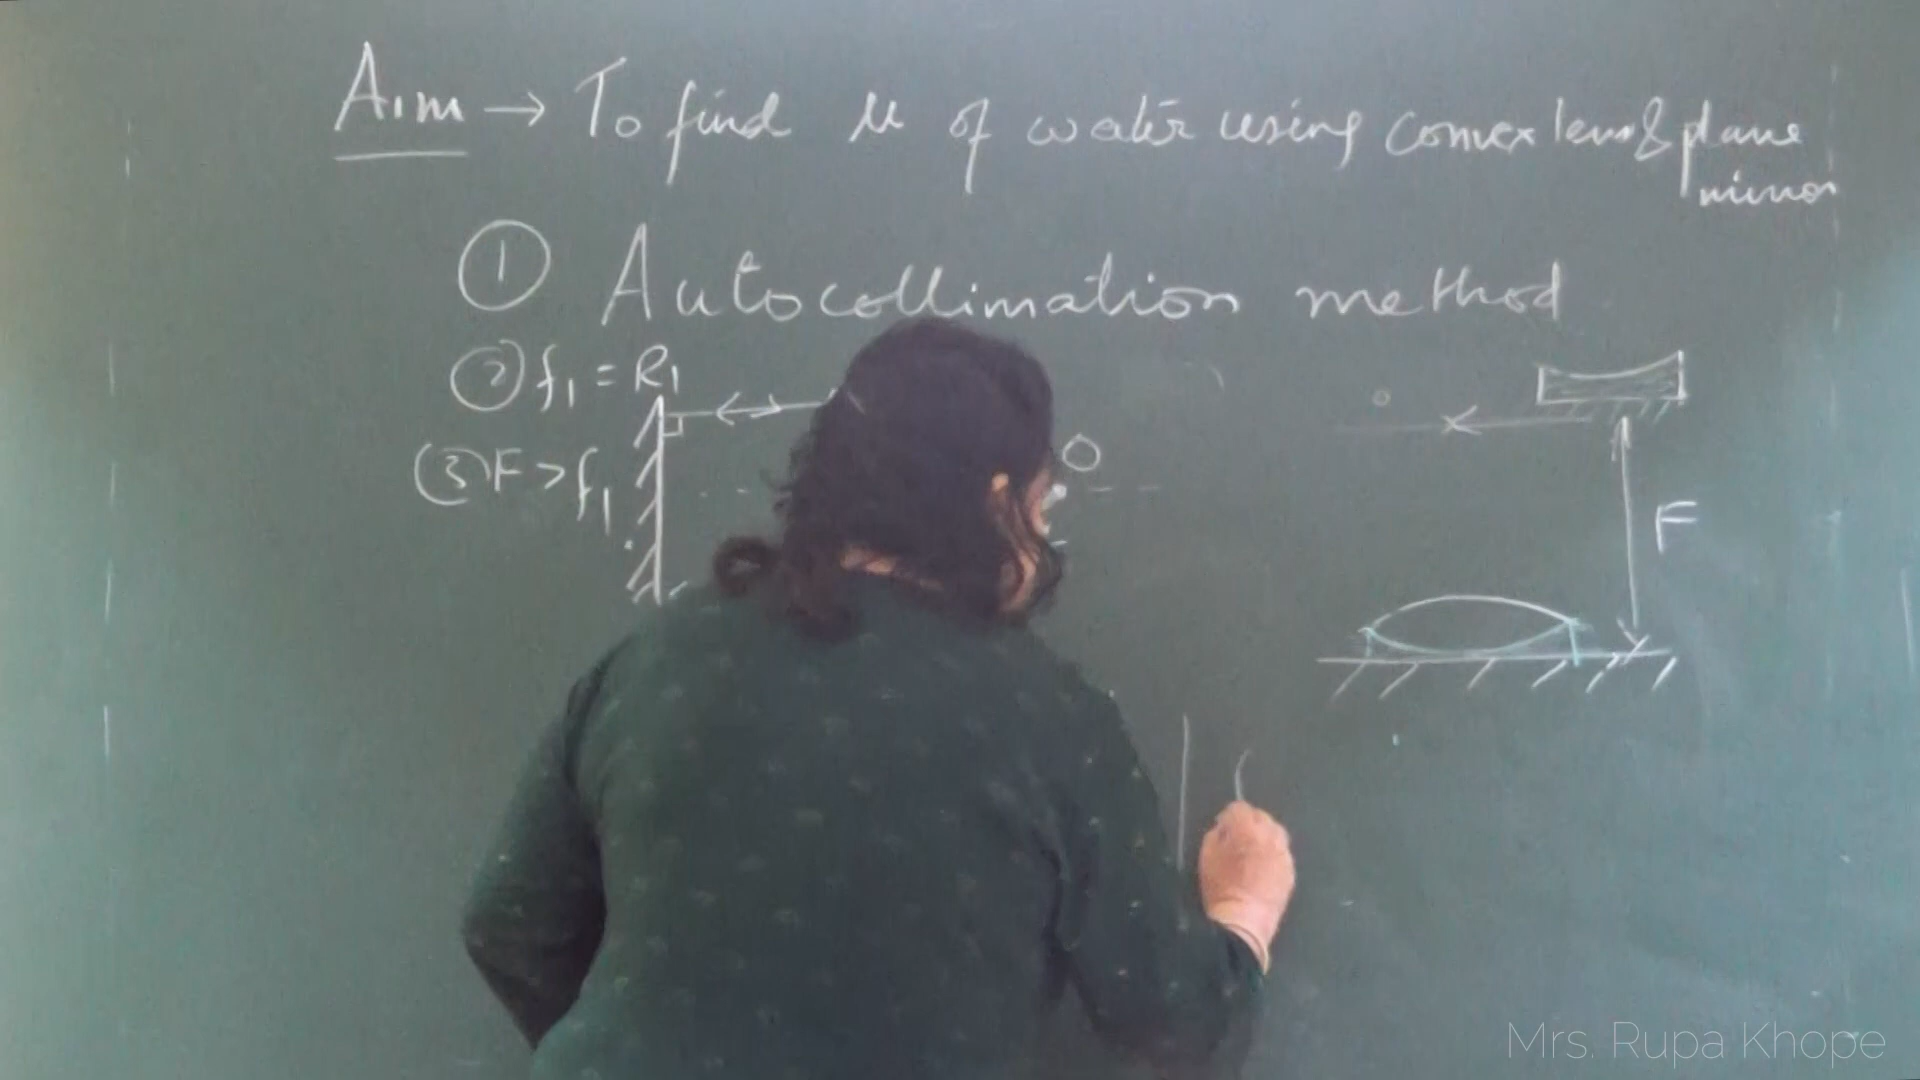 Aim → To find μ of water using convex lens & plane
mirror
① Autocollimation method
② f₁ = R₁
③ F > f₁
O
F
Mrs. Rupa Khope